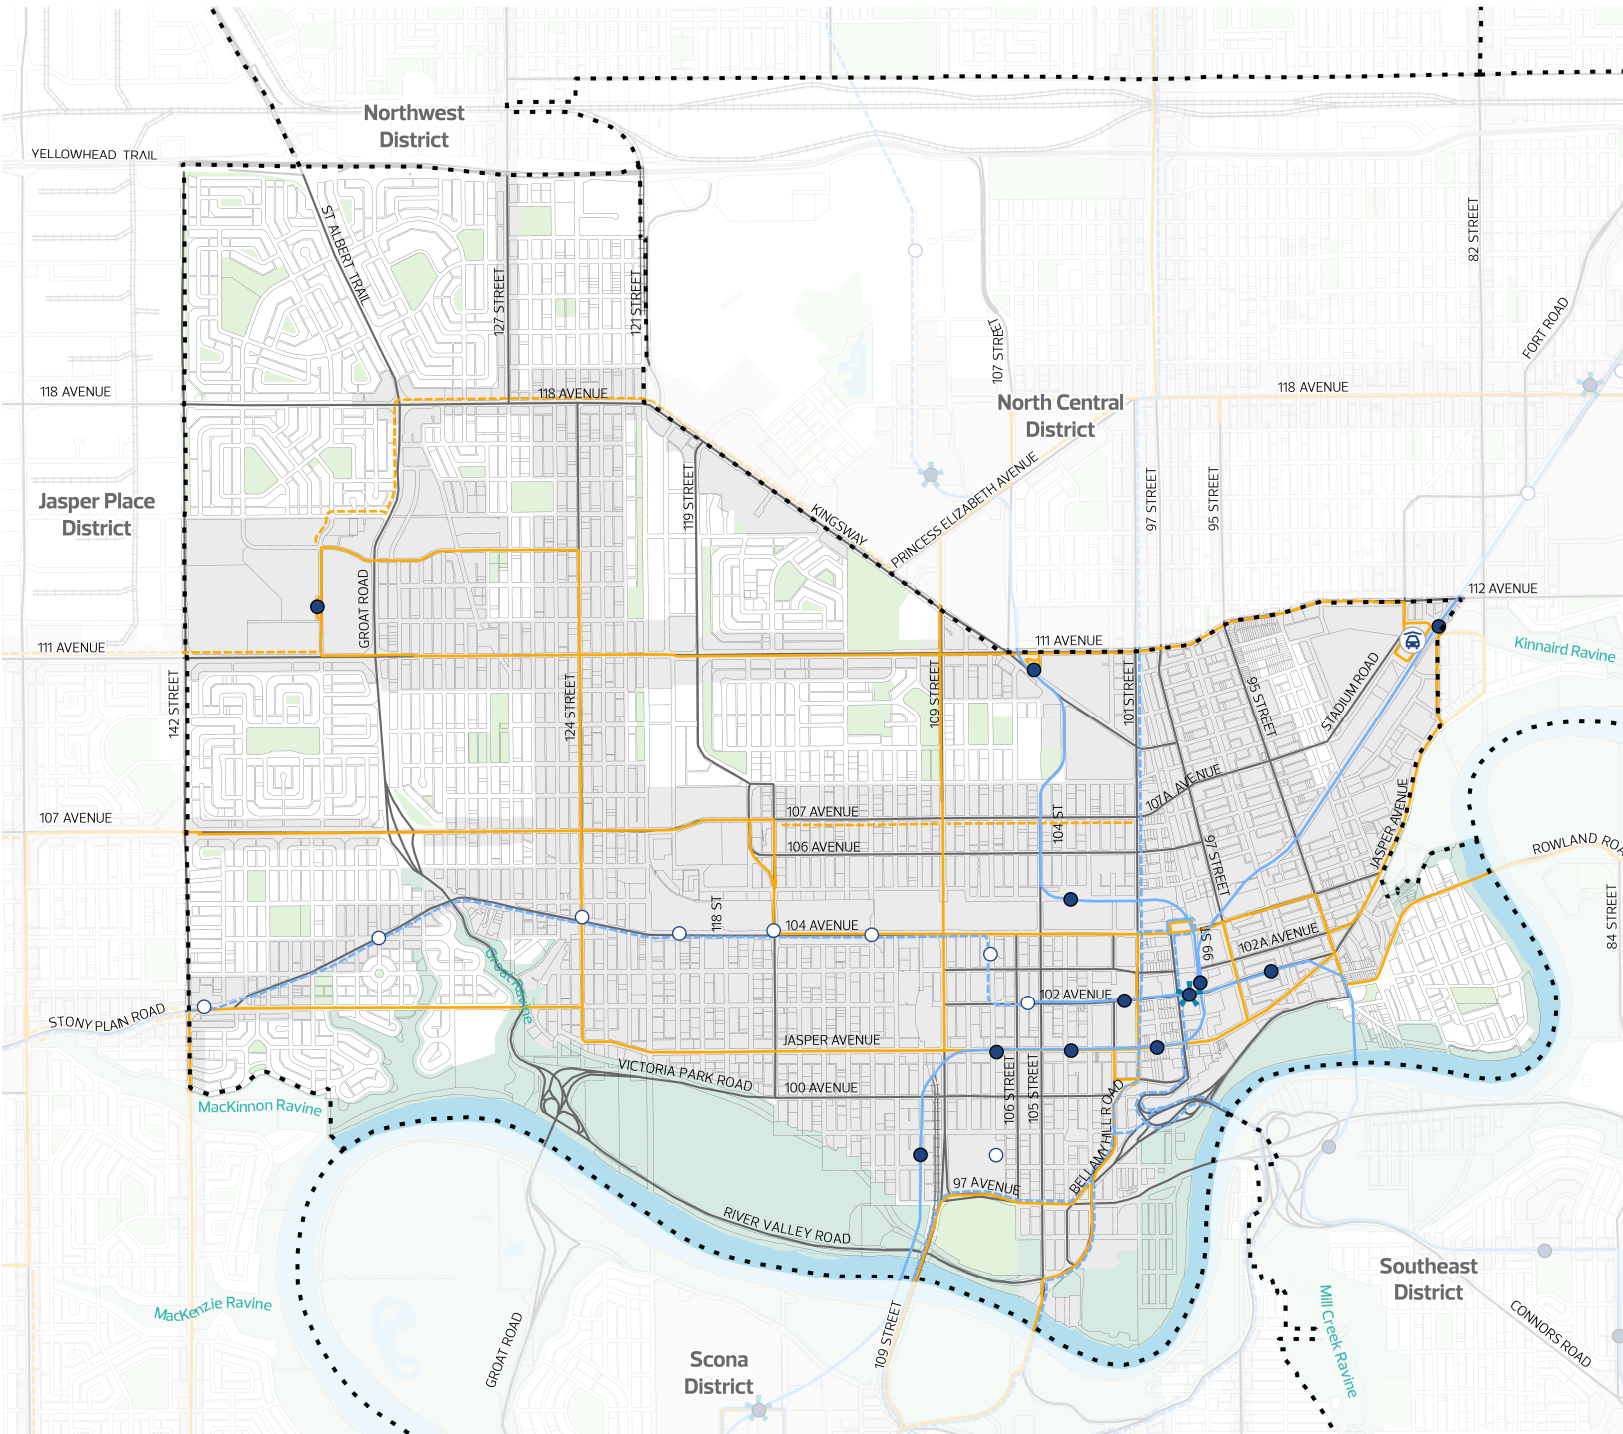 Northwest
District
YELLOWHEAD TRAIL
ST ALBERT TRAIL
127 STREET
121 STREET
82 STREET
107 STREET
FORT ROAD
118 AVENUE
118 AVENUE
118 AVENUE
North Central
District
Jasper Place
District
119 STREET
KINGSWAY
PRINCESS ELIZABETH AVENUE
97 STREET
95 STREET
GROAT ROAD
112 AVENUE
111 AVENUE
111 AVENUE
Kinnaird Ravine
142 STREET
124 STREET
109 STREET
101 STREET
95 STREET
STADIUM ROAD
107 AVENUE
107 AVENUE
107A AVENUE
104 ST
106 AVENUE
97 STREET
JASPER AVENUE
ROWLAND ROA
84 STREET
118 ST
104 AVENUE
99 ST
102A AVENUE
Groat Ravine
102 AVENUE
STONY PLAIN ROAD
JASPER AVENUE
VICTORIA PARK ROAD
100 AVENUE
106 STREET
105 STREET
BELLAMY HILL ROAD
MacKinnon Ravine
97 AVENUE
RIVER VALLEY ROAD
MacKenzie Ravine
GROAT ROAD
109 STREET
Scona
District
Southeast
District
Mill Creek Ravine
CONNORS ROAD